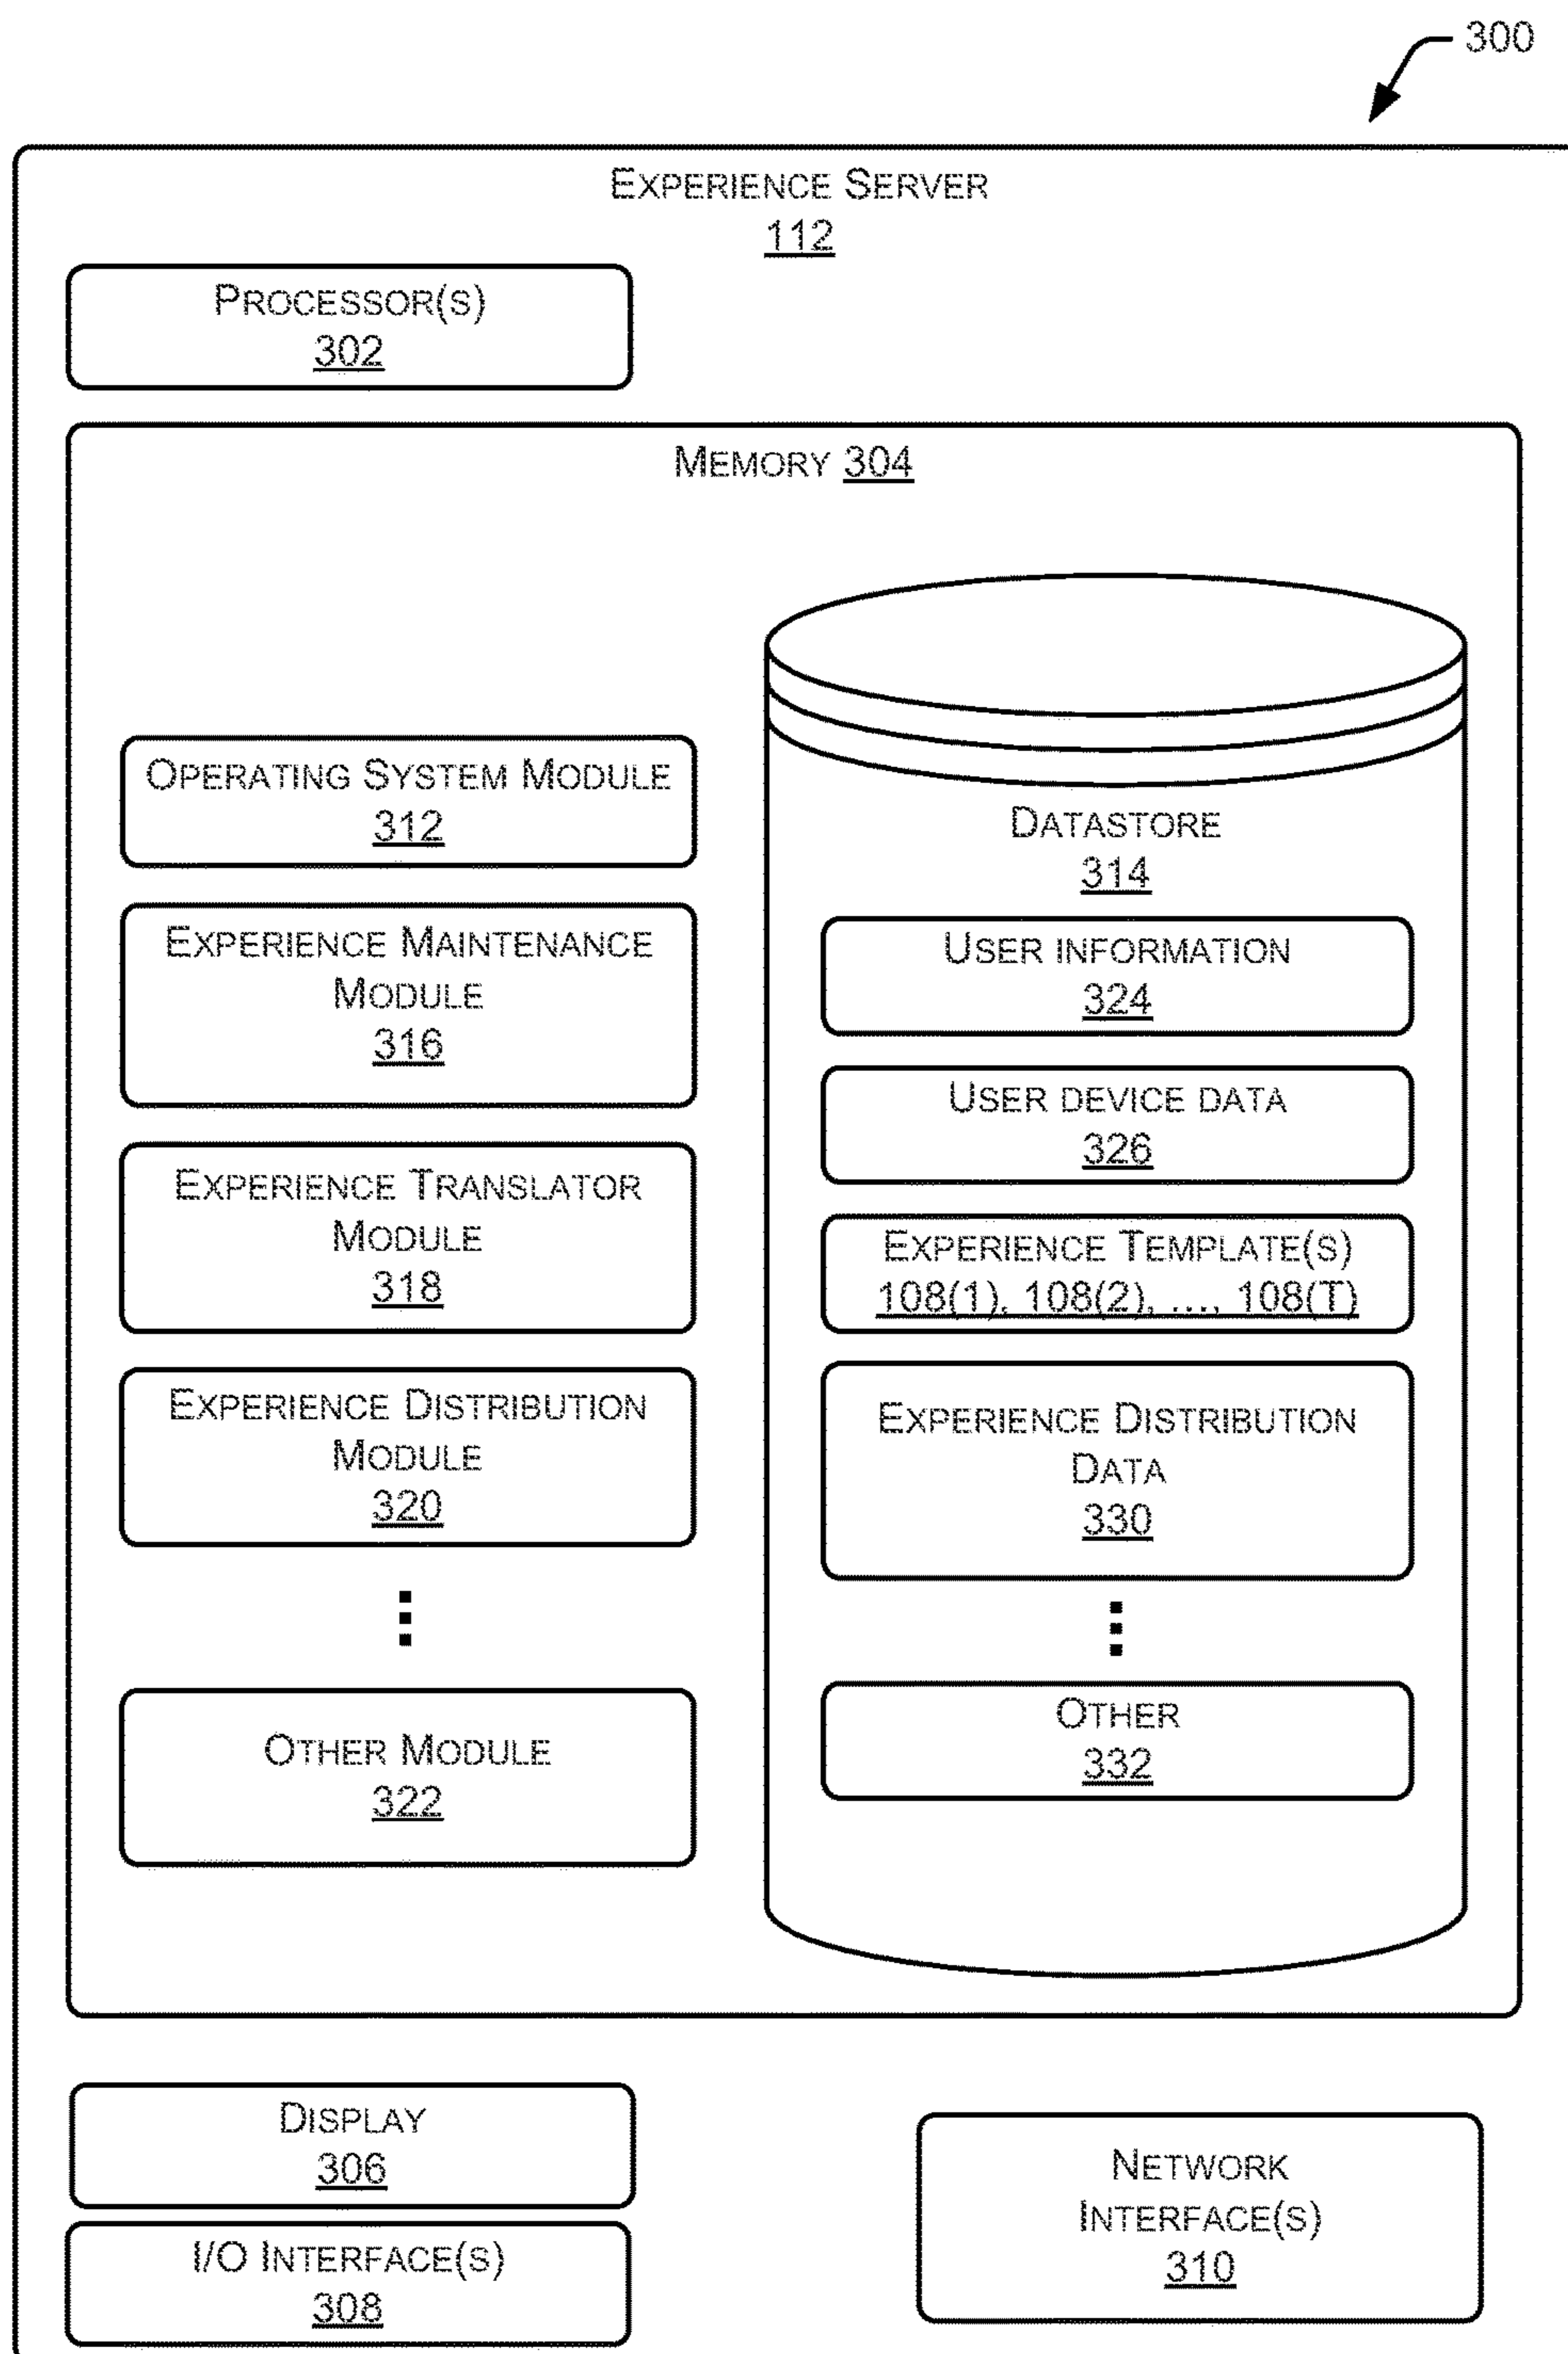 300
EXPERIENCE SERVER
112
PROCESSOR(S)
302
MEMORY 304
OPERATING SYSTEM MODULE
312
EXPERIENCE MAINTENANCE
MODULE
316
EXPERIENCE TRANSLATOR
MODULE
318
EXPERIENCE DISTRIBUTION
MODULE
320
OTHER MODULE
322
DATASTORE
314
USER INFORMATION
324
USER DEVICE DATA
326
EXPERIENCE TEMPLATE(S)
108(1), 108(2), ..., 108(T)
EXPERIENCE DISTRIBUTION
DATA
330
OTHER
332
DISPLAY
306
I/O INTERFACE(S)
308
NETWORK
INTERFACE(S)
310